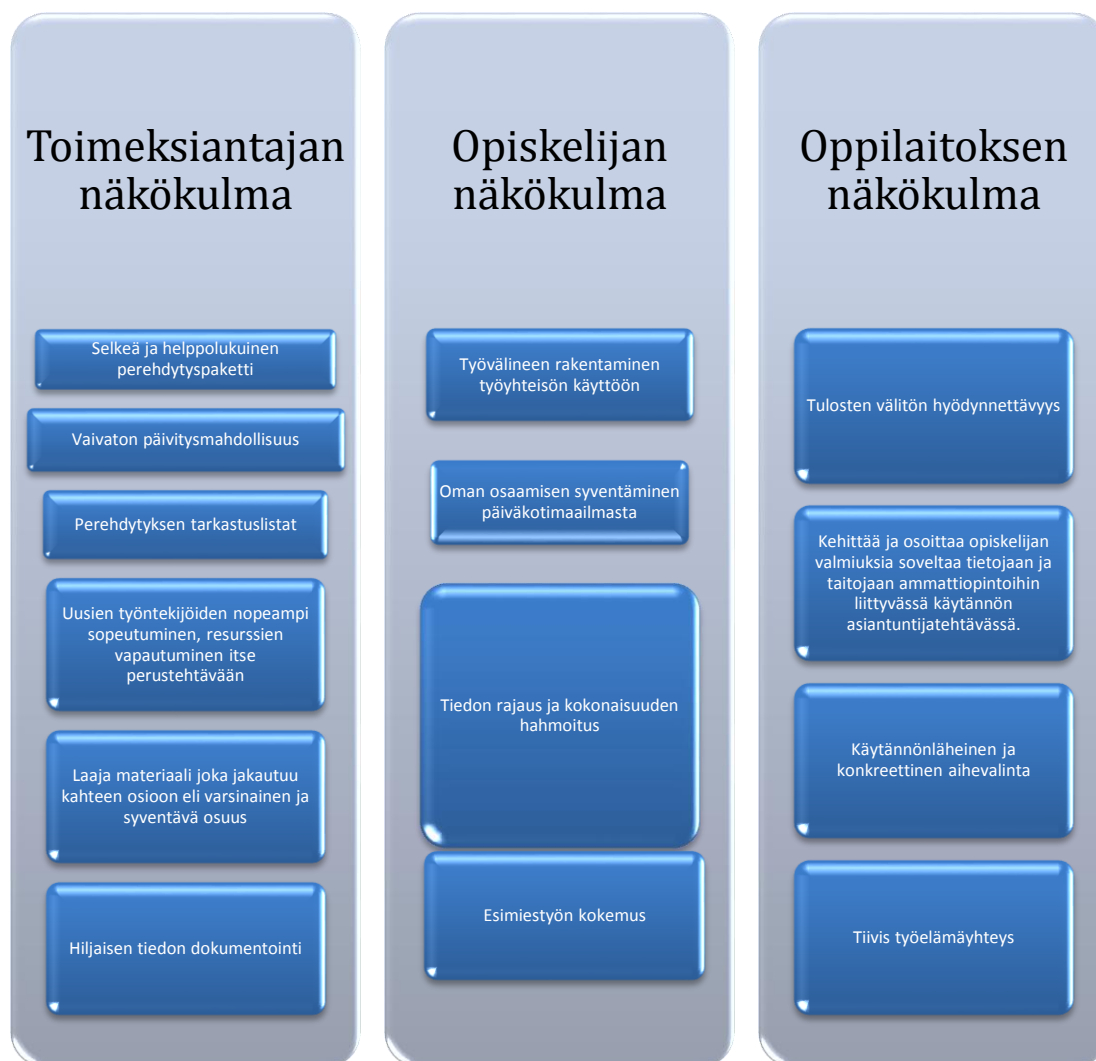 Toimeksiantajan
näkökulma
Selkeä ja helppolukuinen
perehdytyspaketti
Vaivaton päivitysmahdollisuus
Perehdytyksen tarkastuslistat
Uusien työntekijöiden nopeampi
sopeutuminen, resurssien
vapautuminen itse
perustehtävään
Laaja materiaali joka jakautuu
kahteen osioon eli varsinainen ja
syventävä osuus
Hiljaisen tiedon dokumentointi
Opiskelijan
näkökulma
Työvälineen rakentaminen
työyhteisön käyttöön
Oman osaamisen syventäminen
päiväkotimaailmasta
Tiedon rajaus ja kokonaisuuden
hahmoitus
Esimiestyön kokemus
Oppilaitoksen
näkökulma
Tulosten välitön hyödynnettävyys
Kehittää ja osoittaa opiskelijan
valmiuksia soveltaa tietojaan ja
taitojaan ammattiopintoihin
liittyvässä käytännön
asiantuntijatehtävässä.
Käytännönläheinen ja
konkreettinen aihevalinta
Tiivis työelämäyhteys